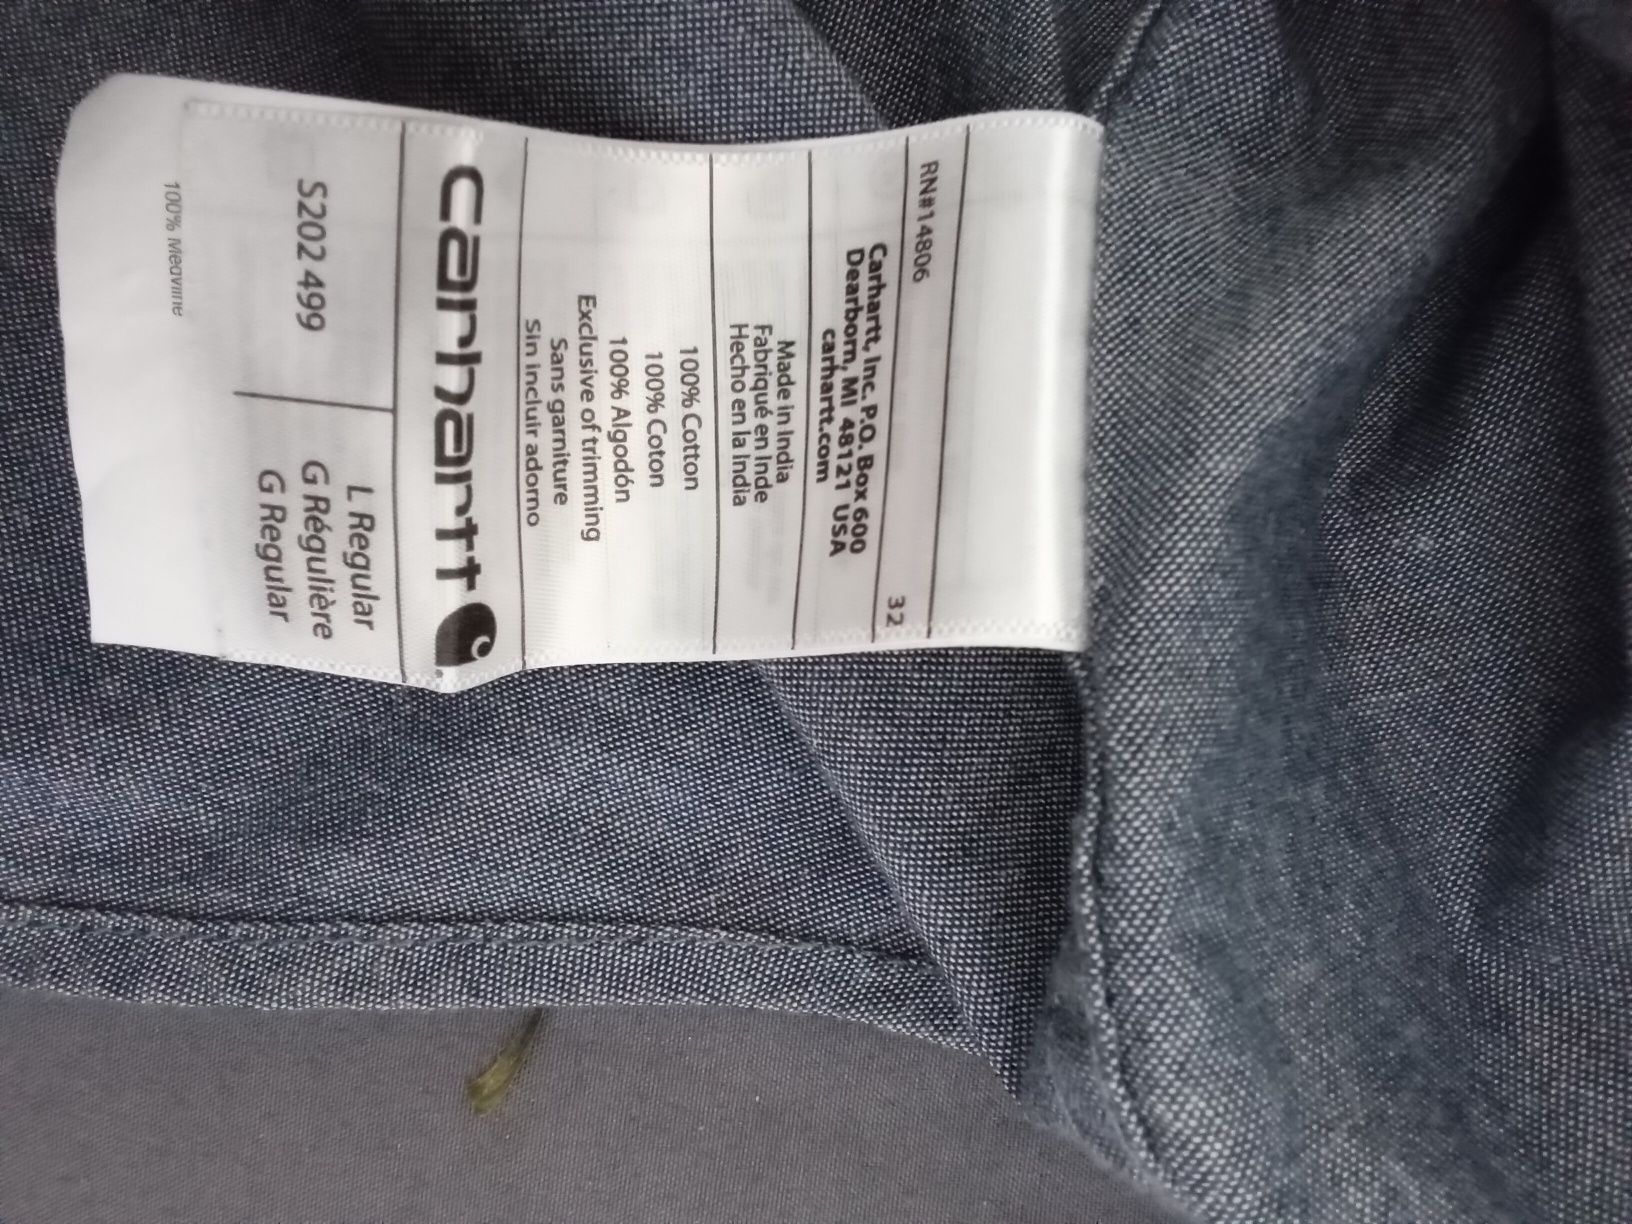 RN#14806 32
Carhartt, Inc. P.O. Box 600
Dearborn, MI 48121 USA
carhartt.com
Made in India
Fabriqué en Inde
Hecho en la India
100% Cotton
100% Coton
100% Algodón
Exclusive of trimming
Sans garniture
Sin incluir adorno
carhartt
S202 499
L Regular
G Régulière
G Regular
100%